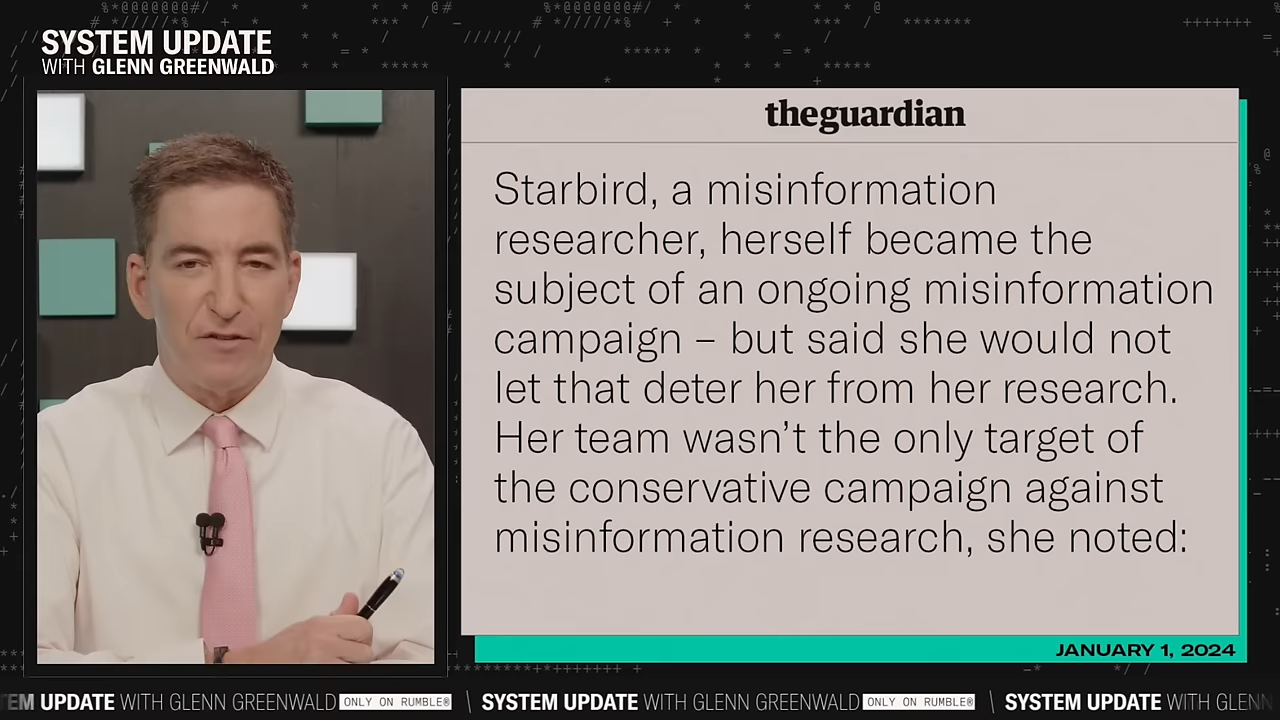 SYSTEM UPDATE
WITH GLENN GREENWALD
theguardian
Starbird, a misinformation
researcher, herself became the
subject of an ongoing misinformation
campaign – but said she would not
let that deter her from her research.
Her team wasn’t the only target of
the conservative campaign against
misinformation research, she noted:
JANUARY 1, 2024
EM UPDATE WITH GLENN GREENWALD ONLY ON RUMBLE® SYSTEM UPDATE WITH GLENN GREENWALD ONLY ON RUMBLE® SYSTEM UPDATE WITH GLENN